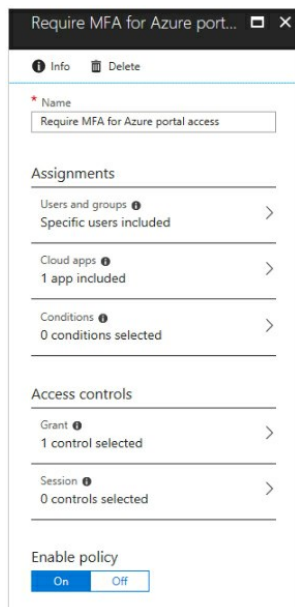 Require MFA for Azure port...
Info Delete
* Name
Require MFA for Azure portal access
Assignments
Users and groups
Specific users included
Cloud apps
1 app included
Conditions
0 conditions selected
Access controls
Grant
1 control selected
Session
0 controls selected
Enable policy
On Off